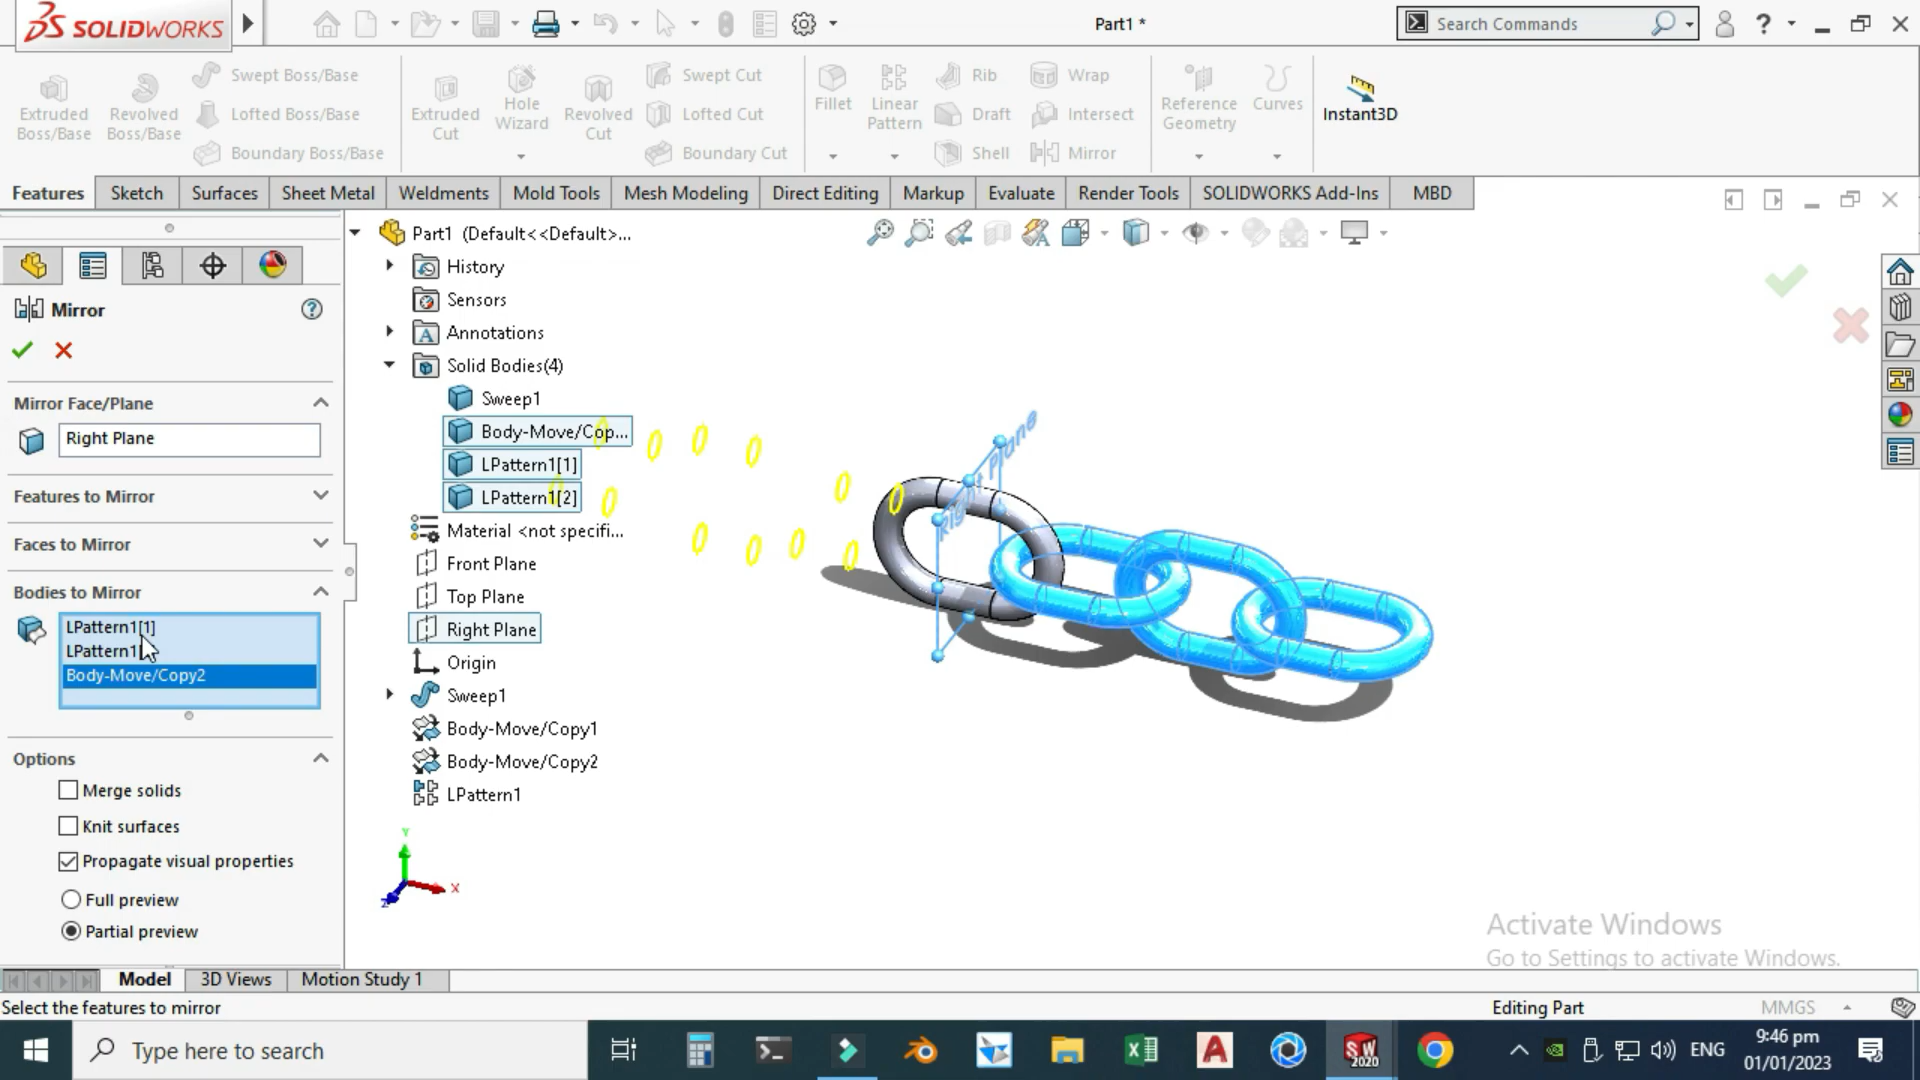 SOLIDWORKS
Part1 *
Search Commands
Extruded Boss/Base
Revolved Boss/Base
Swept Boss/Base
Lofted Boss/Base
Boundary Boss/Base
Extruded Cut
Hole Wizard
Revolved Cut
Swept Cut
Lofted Cut
Boundary Cut
Fillet
Linear Pattern
Rib
Draft
Shell
Wrap
Intersect
Mirror
Reference Geometry
Curves
Instant3D
Features
Sketch
Surfaces
Sheet Metal
Weldments
Mold Tools
Mesh Modeling
Direct Editing
Markup
Evaluate
Render Tools
SOLIDWORKS Add-Ins
MBD
Mirror
Mirror Face/Plane
Right Plane
Features to Mirror
Faces to Mirror
Bodies to Mirror
LPattern1[1]
LPattern1[
Body-Move/Copy2
Options
Merge solids
Knit surfaces
Propagate visual properties
Full preview
Partial preview
Part1 (Default<<Default>...
History
Sensors
Annotations
Solid Bodies(4)
Sweep1
Body-Move/Cop...
LPattern1[1]
LPattern1[2]
Material <not specifi...
Front Plane
Top Plane
Right Plane
Origin
Sweep1
Body-Move/Copy1
Body-Move/Copy2
LPattern1
Right Plane
Y
X
Z
Activate Windows
Go to Settings to activate Windows.
Model
3D Views
Motion Study 1
Select the features to mirror
Editing Part
MMGS
Type here to search
SW 2020
ENG
9:46 pm
01/01/2023